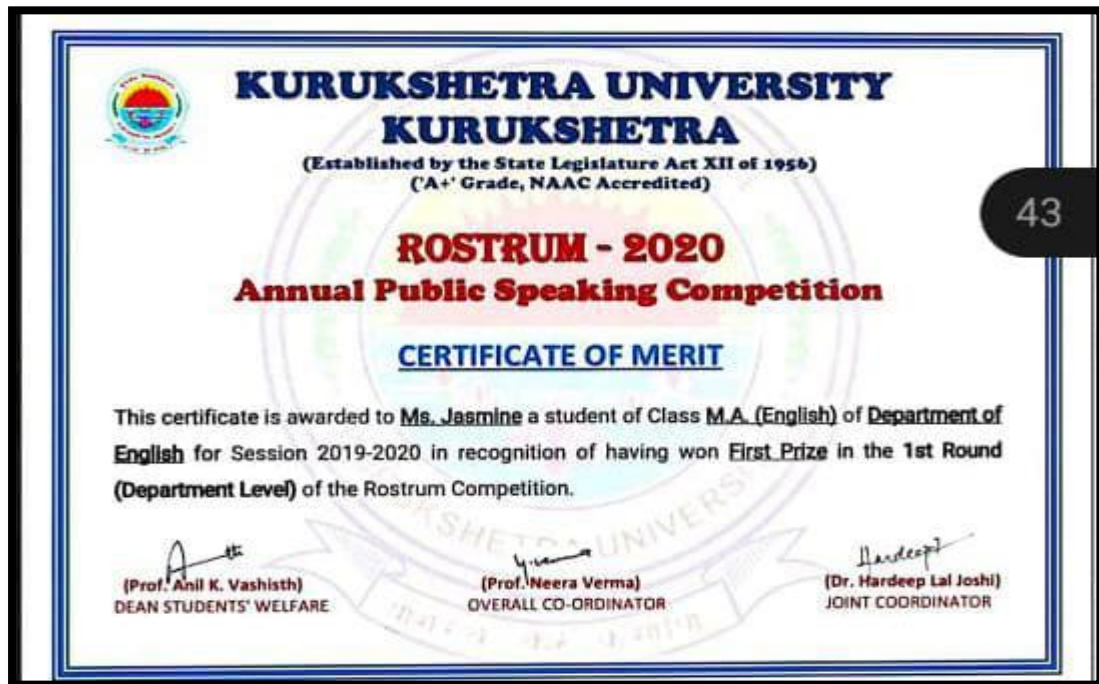 KURUKSHETRA UNIVERSITY
KURUKSHETRA
(Established by the State Legislature Act XII of 1956)
('A+' Grade, NAAC Accredited)
43
ROSTRUM - 2020
Annual Public Speaking Competition
CERTIFICATE OF MERIT
This certificate is awarded to Ms. Jasmine a student of Class M.A. (English) of Department of
English for Session 2019-2020 in recognition of having won First Prize in the 1st Round
(Department Level) of the Rostrum Competition.
Hardeep
(Prof. Anil K. Vashisth)
DEAN STUDENTS' WELFARE
(Prof. Neera Verma)
OVERALL CO-ORDINATOR
(Dr. Hardeep Lal Joshi)
JOINT COORDINATOR
KURUKSHETRA UNIVERSITY